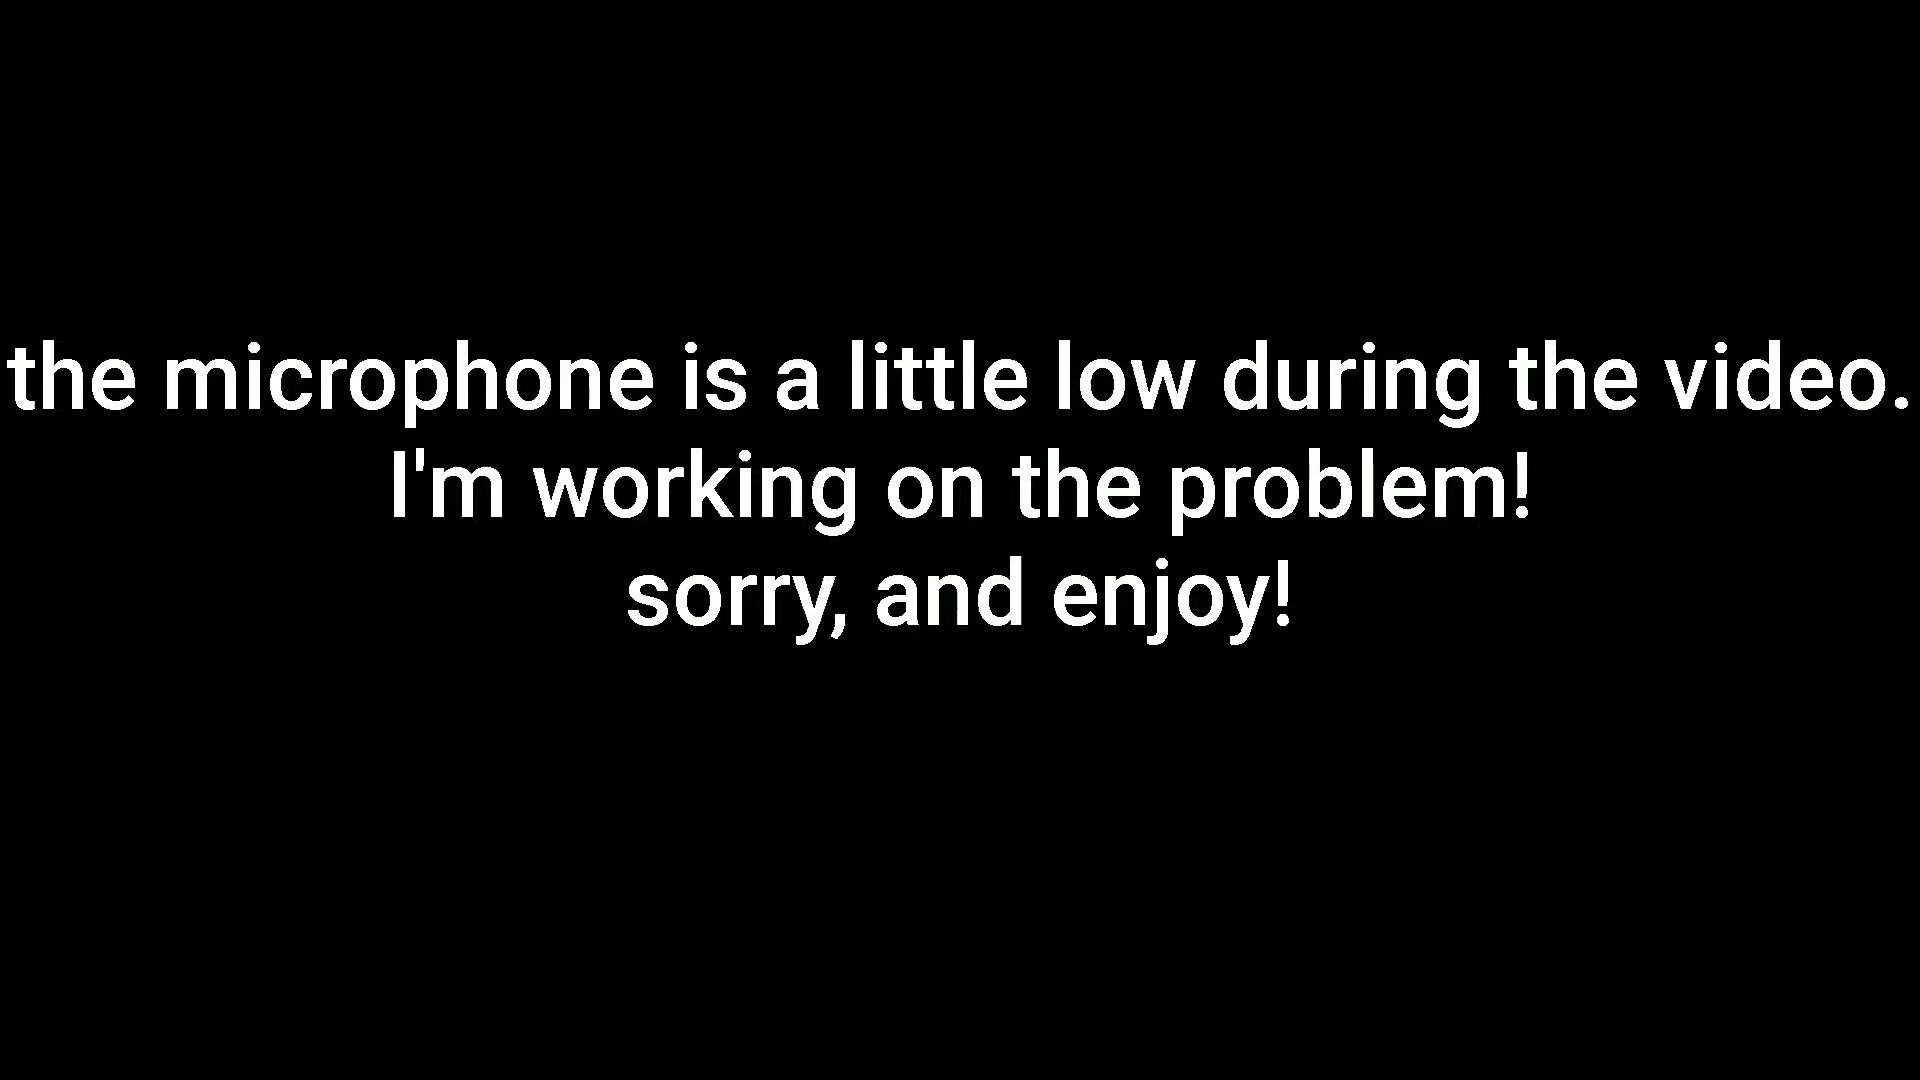 the microphone is a little low during the video.
I'm working on the problem!
sorry, and enjoy!